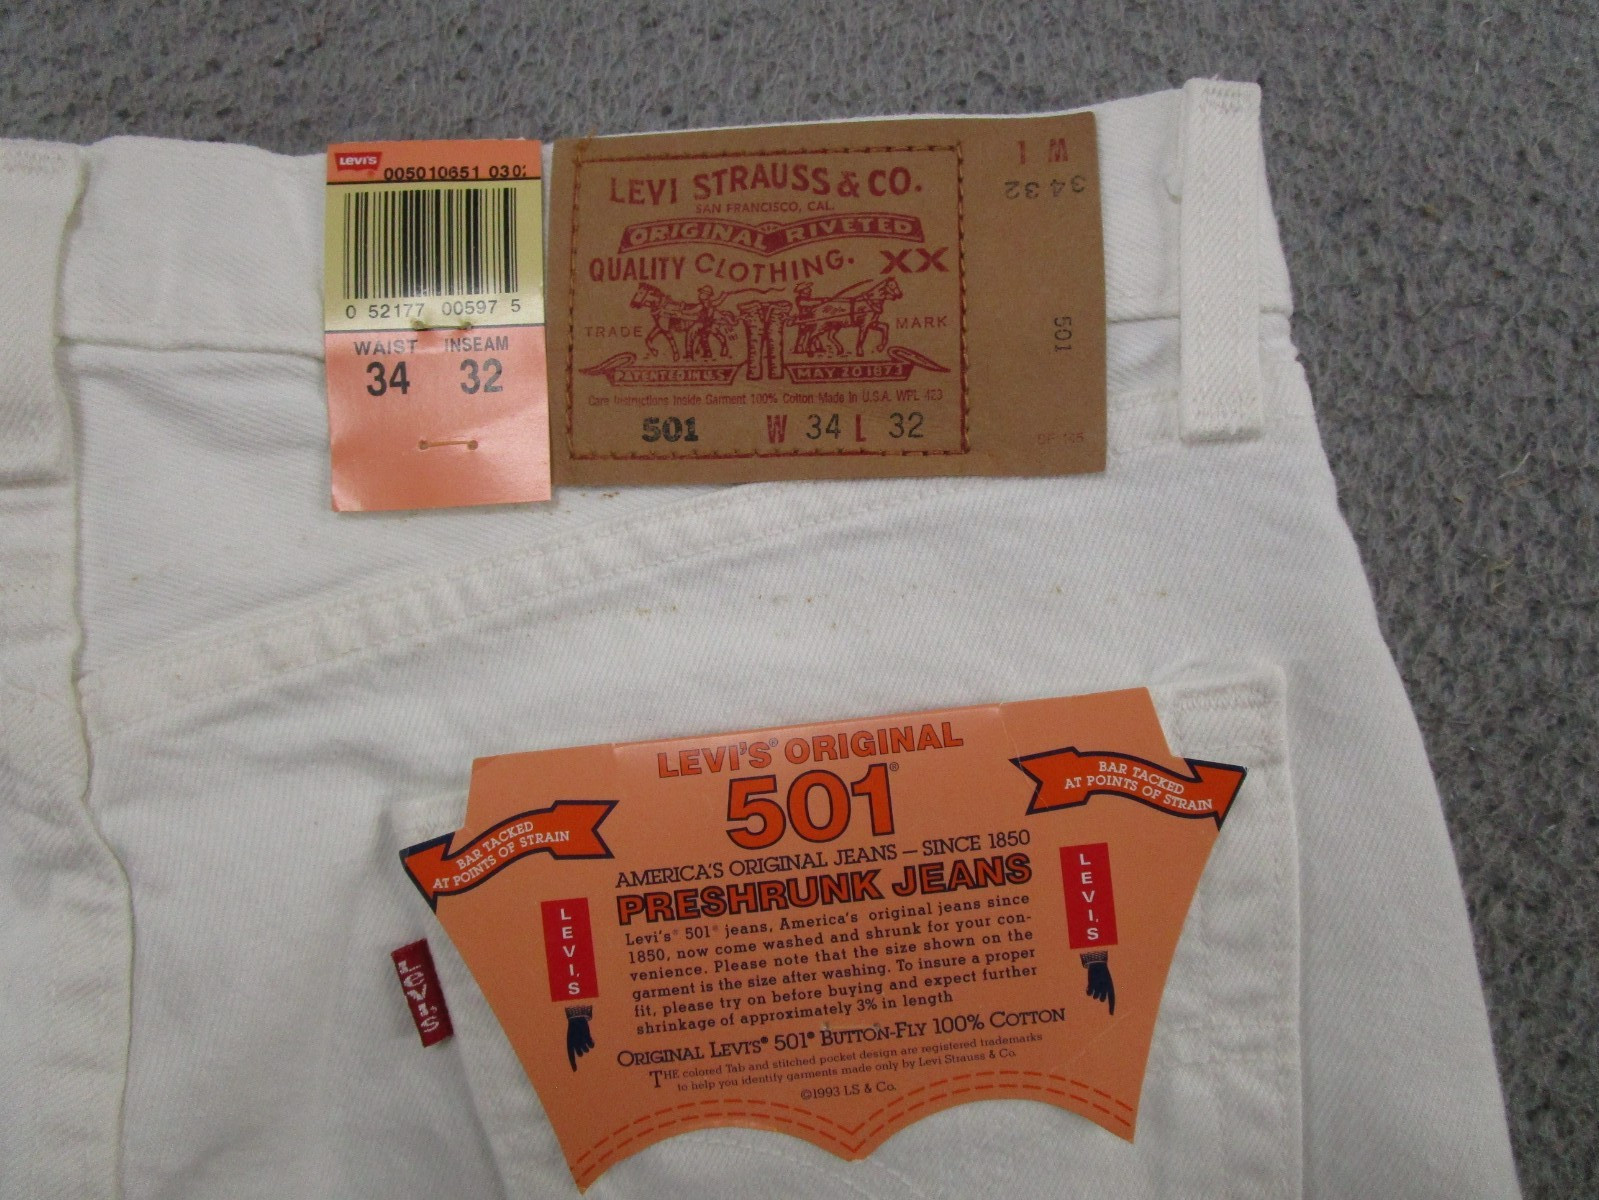 LEVI'S
005010651 03
0 52177 00597 5
WAIST INSEAM
34 32
LEVI STRAUSS & CO.
SAN FRANCISCO, CAL.
ORIGINAL RIVETED
QUALITY CLOTHING. XX
TRADE MARK
PATENTED IN U.S. MAY 20 1873
Care Instructions Inside Garment 100% Cotton Made in U.S.A. WPL 423
501 W 34 L 32
I M
34 32
501
LEVI'S® ORIGINAL
501®
AMERICA'S ORIGINAL JEANS — SINCE 1850
PRESHRUNK JEANS
BAR TACKED
AT POINTS OF STRAIN
BAR TACKED
AT POINTS OF STRAIN
LEVI'S
LEVI'S
Levi's® 501® jeans, America's original jeans since
1850, now come washed and shrunk for your con-
venience. Please note that the size shown on the
garment is the size after washing. To insure a proper
fit, please try on before buying and expect further
shrinkage of approximately 3% in length
ORIGINAL LEVI'S® 501® BUTTON-FLY 100% COTTON
THE colored Tab and stitched pocket design are registered trademarks
to help you identify garments made only by Levi Strauss & Co.
©1993 LS & Co.
Levi's